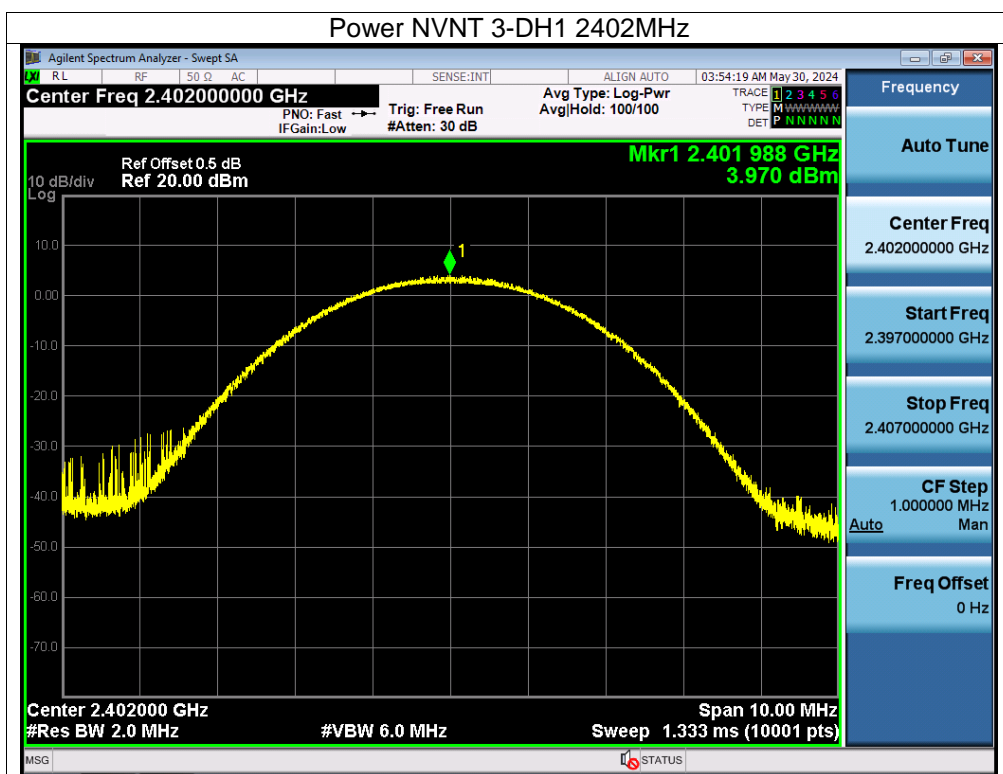 Power NVNT 3-DH1 2402MHz
Agilent Spectrum Analyzer - Swept SA
LXI RL RF 50 Ω AC SENSE:INT ALIGN AUTO 03:54:19 AM May 30, 2024
Center Freq 2.402000000 GHz
PNO: Fast
IFGain:Low
Trig: Free Run
#Atten: 30 dB
Avg Type: Log-Pwr
Avg|Hold: 100/100
TRACE 1 2 3 4 5 6
TYPE M WWWWW
DET P N N N N N
Mkr1 2.401 988 GHz
3.970 dBm
Ref Offset 0.5 dB
10 dB/div Ref 20.00 dBm
Log
1
10.0
0.00
-10.0
-20.0
-30.0
-40.0
-50.0
-60.0
-70.0
Center 2.402000 GHz Span 10.00 MHz
#Res BW 2.0 MHz #VBW 6.0 MHz Sweep 1.333 ms (10001 pts)
MSG STATUS
Frequency
Auto Tune
Center Freq
2.402000000 GHz
Start Freq
2.397000000 GHz
Stop Freq
2.407000000 GHz
CF Step
1.000000 MHz
Auto Man
Freq Offset
0 Hz